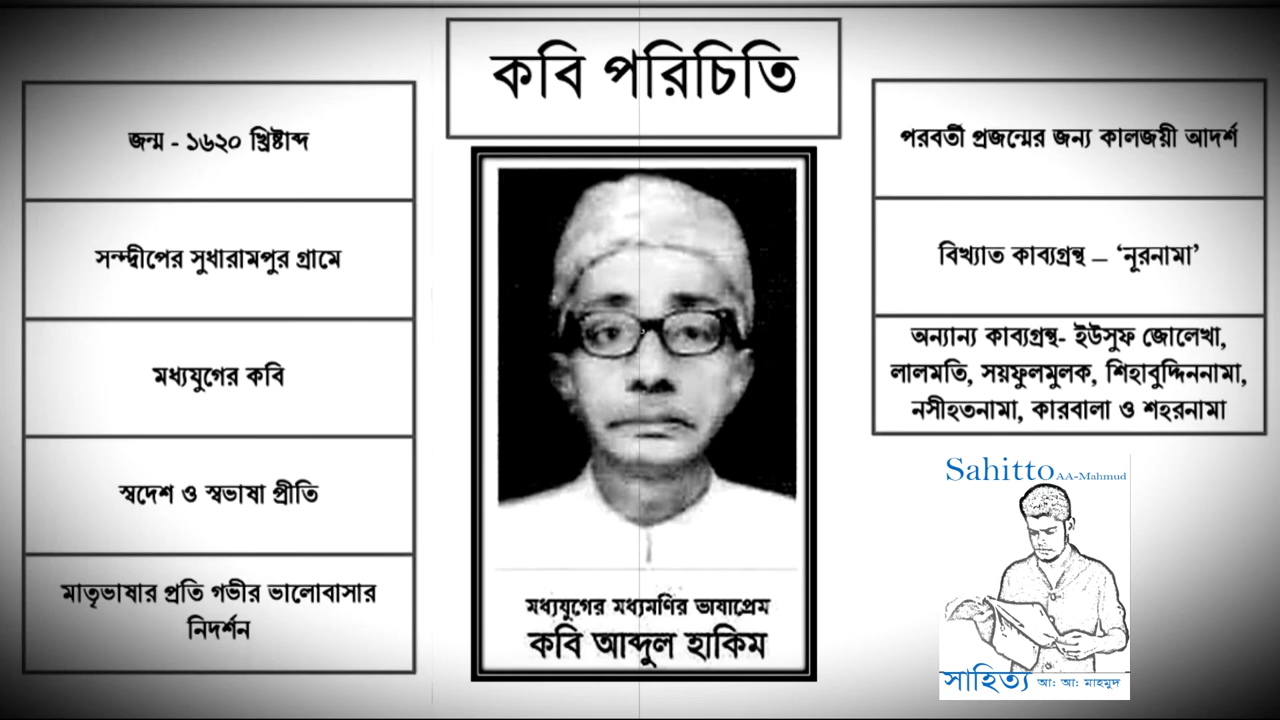 কবি পরিচিতি
জন্ম - ১৬২০ খ্রিষ্টাব্দ
সন্দ্বীপের সুধারামপুর গ্রামে
মধ্যযুগের কবি
স্বদেশ ও স্বভাষা প্রীতি
মাতৃভাষার প্রতি গভীর ভালোবাসার
নিদর্শন
মধ্যযুগের মধ্যমণির ভাষাপ্রেম
কবি আব্দুল হাকিম
পরবর্তী প্রজন্মের জন্য কালজয়ী আদর্শ
বিখ্যাত কাব্যগ্রন্থ – ‘নূরনামা’
অন্যান্য কাব্যগ্রন্থ- ইউসুফ জোলেখা,
লালমতি, সয়ফুলমুলক, শিহাবুদ্দিননামা,
নসীহতনামা, কারবালা ও শহরনামা
Sahitto AA-Mahmud
সাহিত্য আ: আ: মাহমুদ